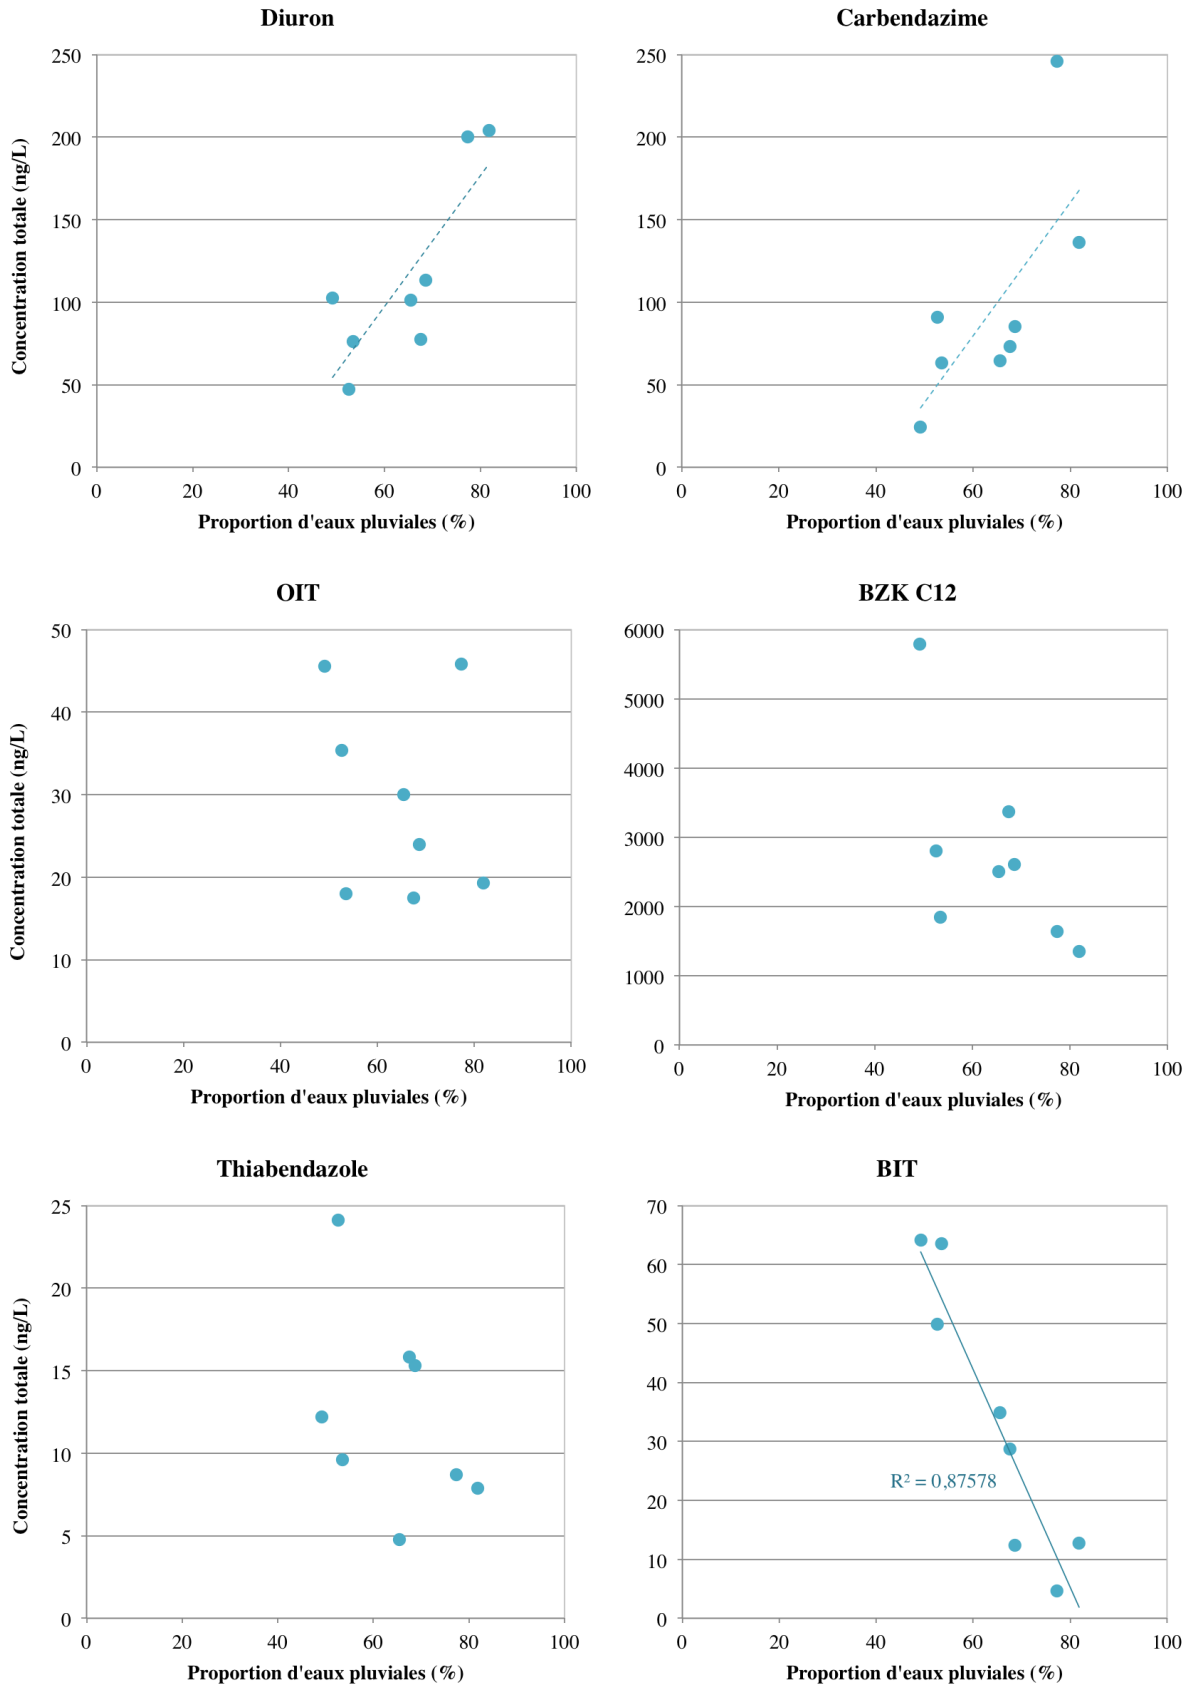 Diuron
Concentration totale (ng/L)
250
200
150
100
50
0
0 20 40 60 80 100
Proportion d'eaux pluviales (%)
Carbendazime
250
200
150
100
50
0
0 20 40 60 80 100
Proportion d'eaux pluviales (%)
OIT
Concentration totale (ng/L)
50
40
30
20
10
0
0 20 40 60 80 100
Proportion d'eaux pluviales (%)
BZK C12
6000
5000
4000
3000
2000
1000
0
0 20 40 60 80 100
Proportion d'eaux pluviales (%)
Thiabendazole
Concentration totale (ng/L)
25
20
15
10
5
0
0 20 40 60 80 100
Proportion d'eaux pluviales (%)
BIT
70
60
50
40
30
20
10
0
R² = 0,87578
0 20 40 60 80 100
Proportion d'eaux pluviales (%)